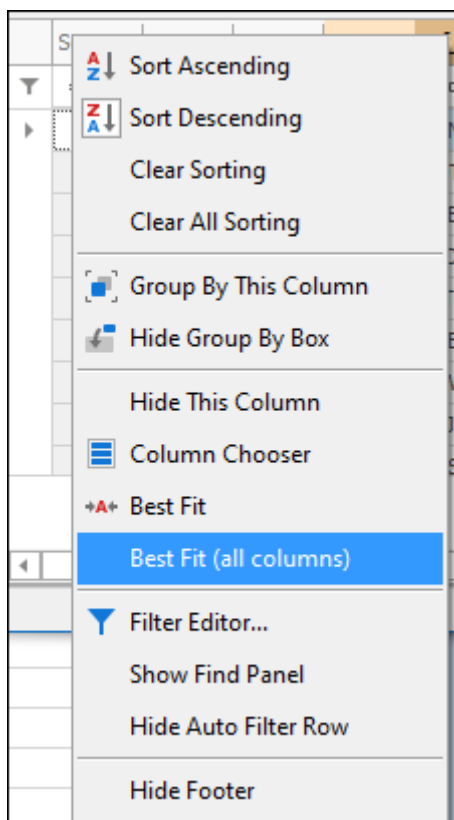 Sort Ascending
Sort Descending
Clear Sorting
Clear All Sorting
Group By This Column
Hide Group By Box
Hide This Column
Column Chooser
Best Fit
Best Fit (all columns)
Filter Editor...
Show Find Panel
Hide Auto Filter Row
Hide Footer